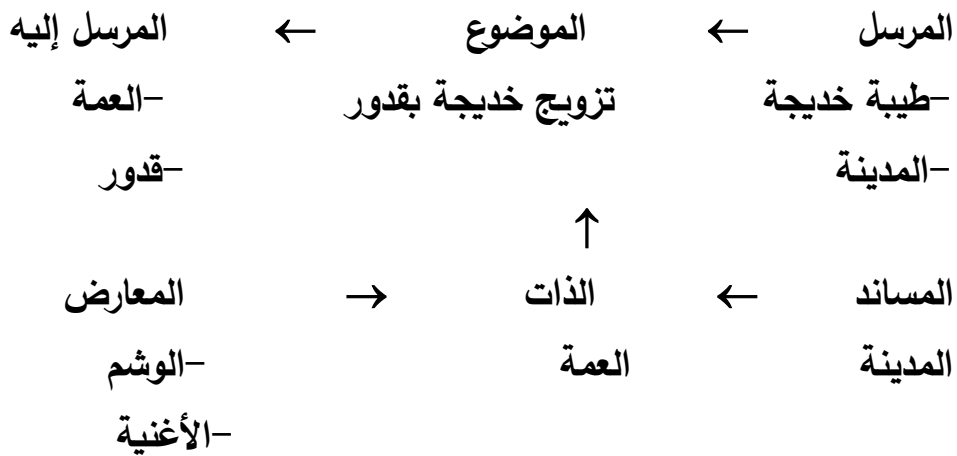 المرسل ← الموضوع ← المرسل إليه
-طيبة خديجة تزويج خديجة بقدور -العمة
-المدينة -قدور
↑
المساند ← الذات → المعارض
المدينة العمة -الوشم
-الأغنية